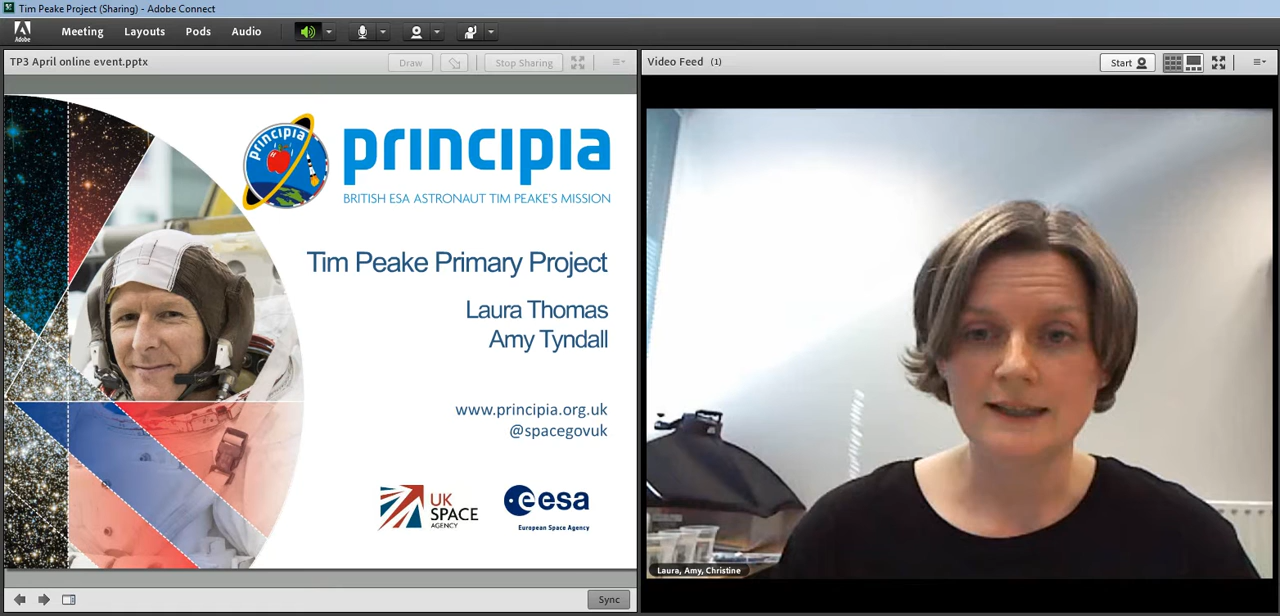 Tim Peake Project (Sharing) - Adobe Connect
Adobe
Meeting
Layouts
Pods
Audio
TP3 April online event.pptx
Draw
Stop Sharing
Video Feed (1)
Start
principia
principia
BRITISH ESA ASTRONAUT TIM PEAKE'S MISSION
Tim Peake Primary Project
Laura Thomas
Amy Tyndall
www.principia.org.uk
@spacegovuk
UK
SPACE
AGENCY
esa
European Space Agency
Laura, Amy, Christine
Sync